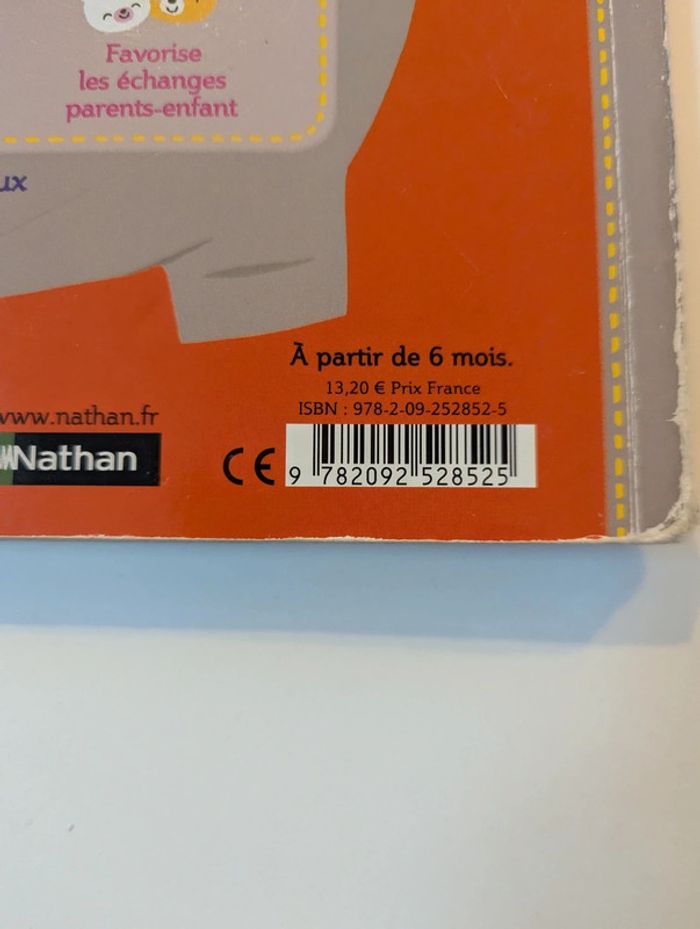 Favorise
les échanges
parents-enfant
À partir de 6 mois.
13,20 € Prix France
ISBN : 978-2-09-252852-5
www.nathan.fr
Nathan
CE
9 782092 528525